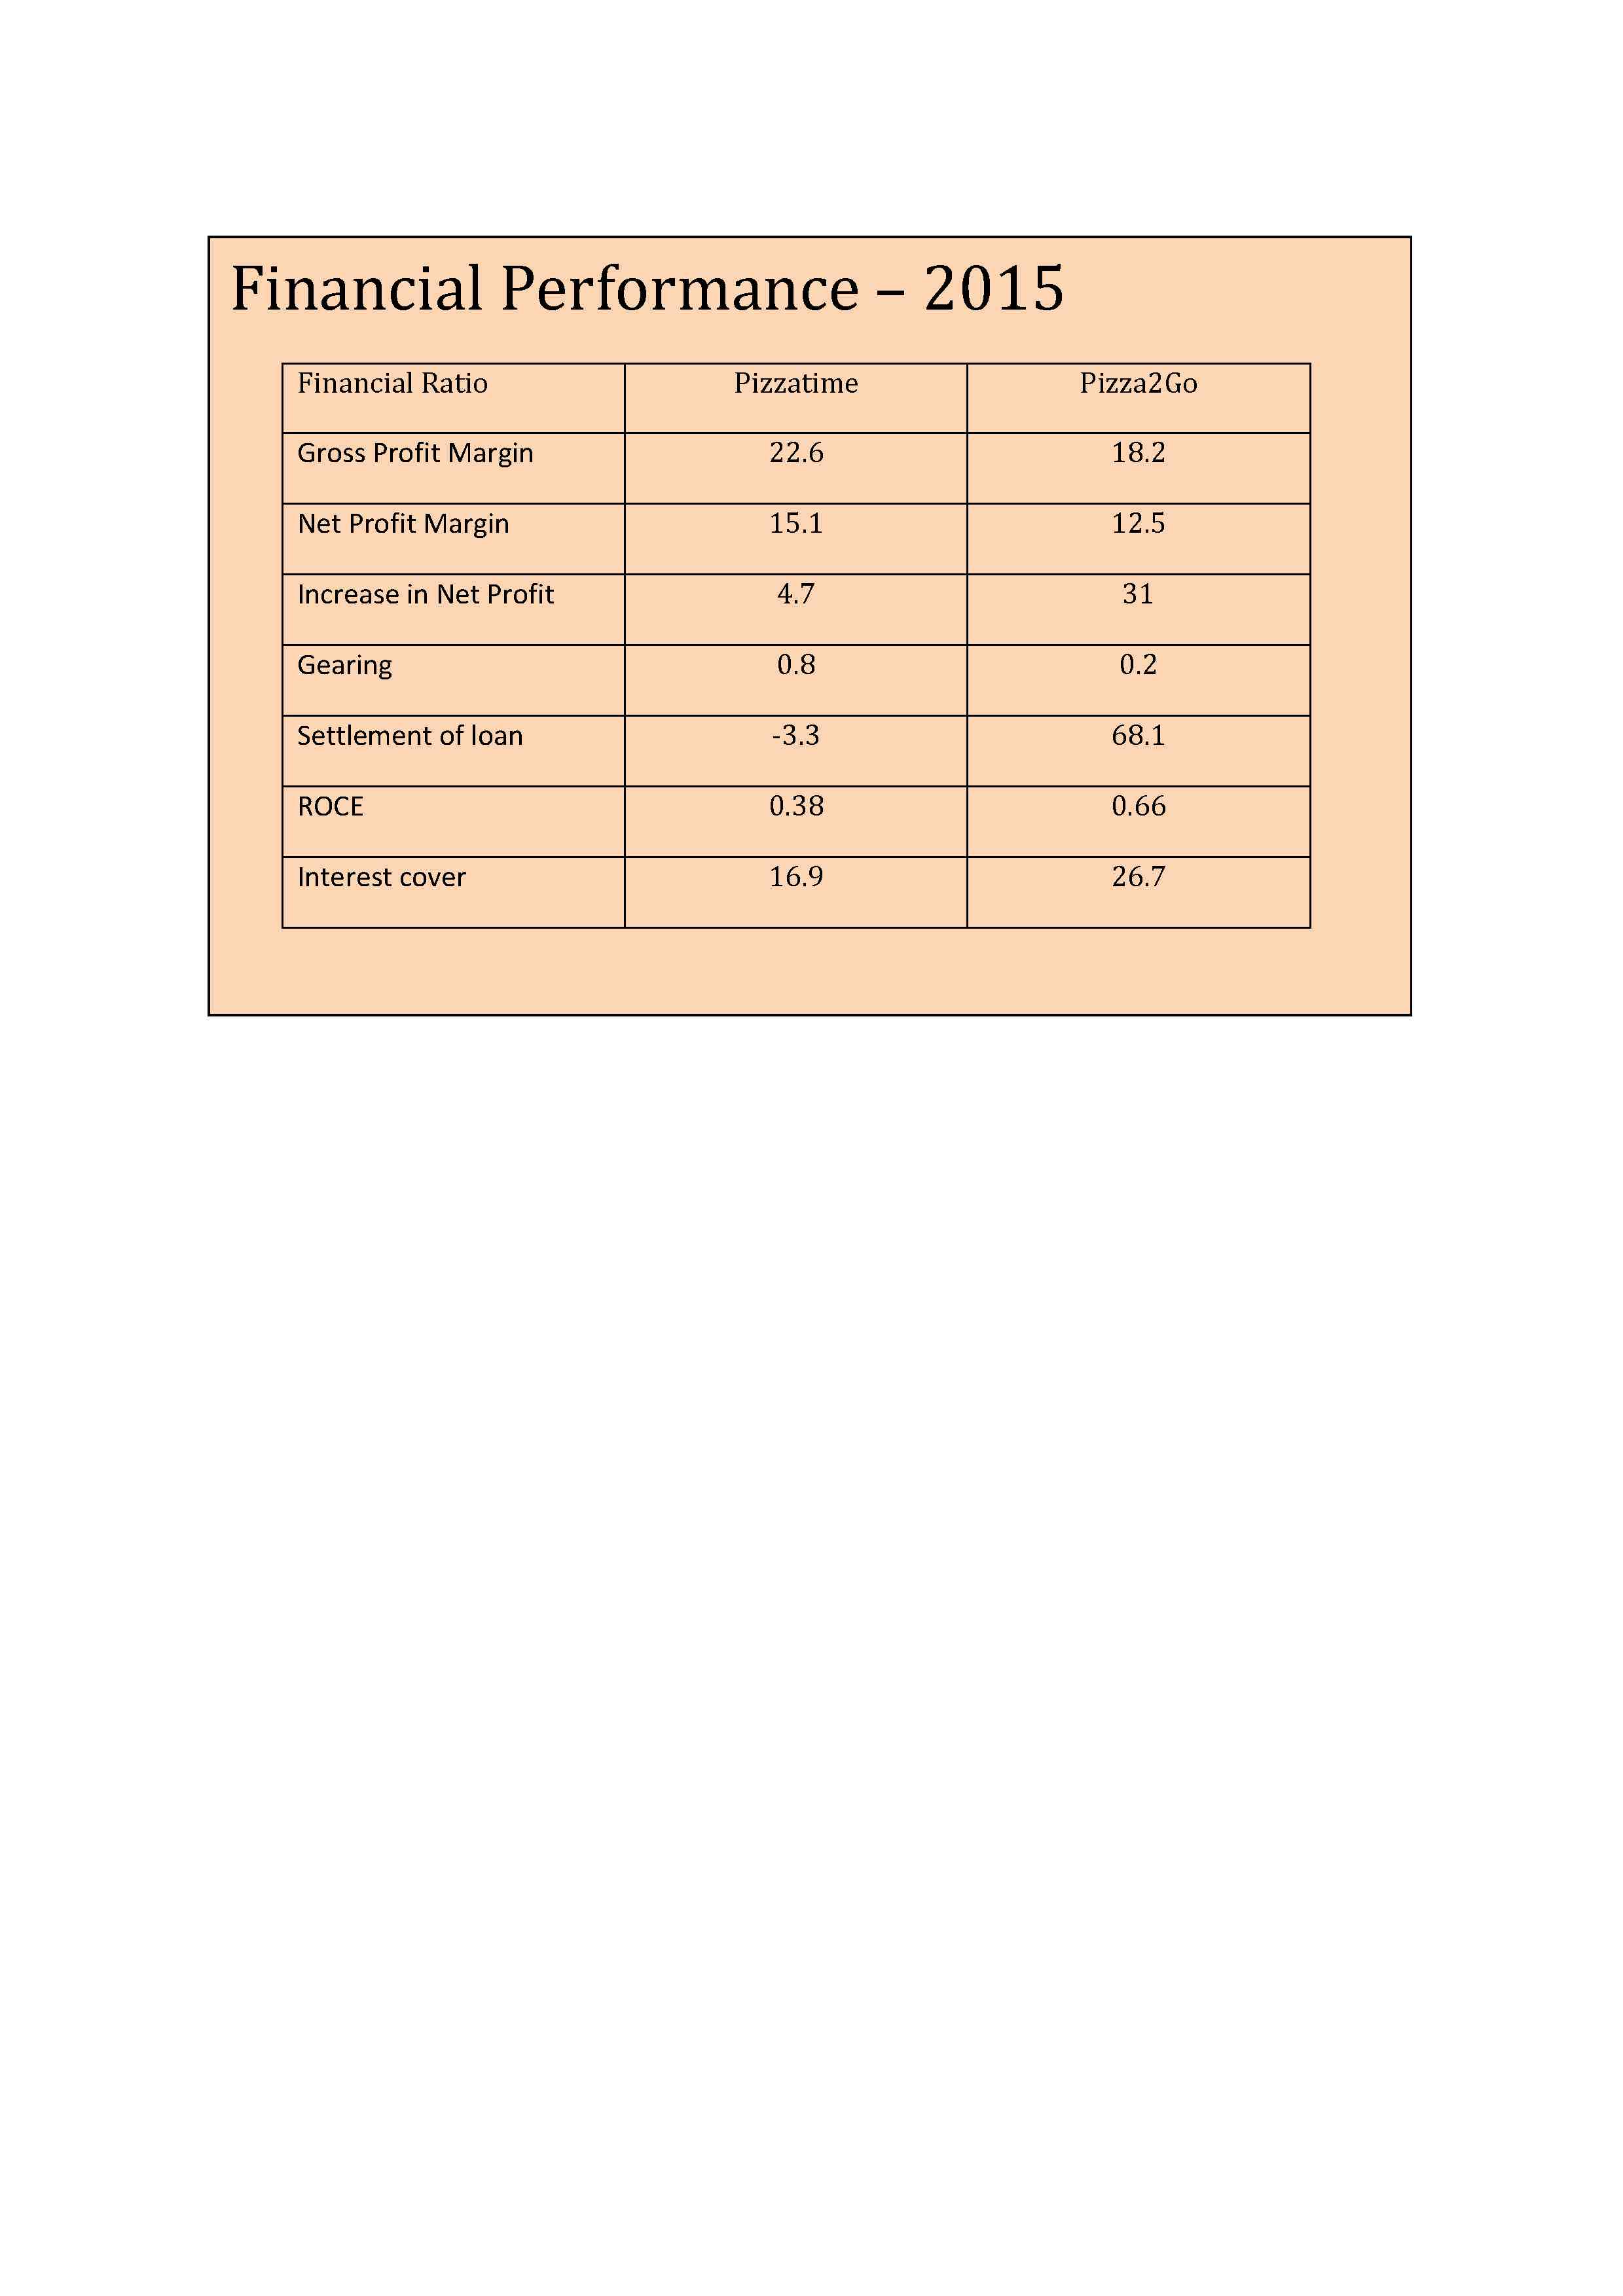 Financial Performance – 2015
Financial Ratio Pizzatime Pizza2Go
Gross Profit Margin 22.6 18.2
Net Profit Margin 15.1 12.5
Increase in Net Profit 4.7 31
Gearing 0.8 0.2
Settlement of loan -3.3 68.1
ROCE 0.38 0.66
Interest cover 16.9 26.7